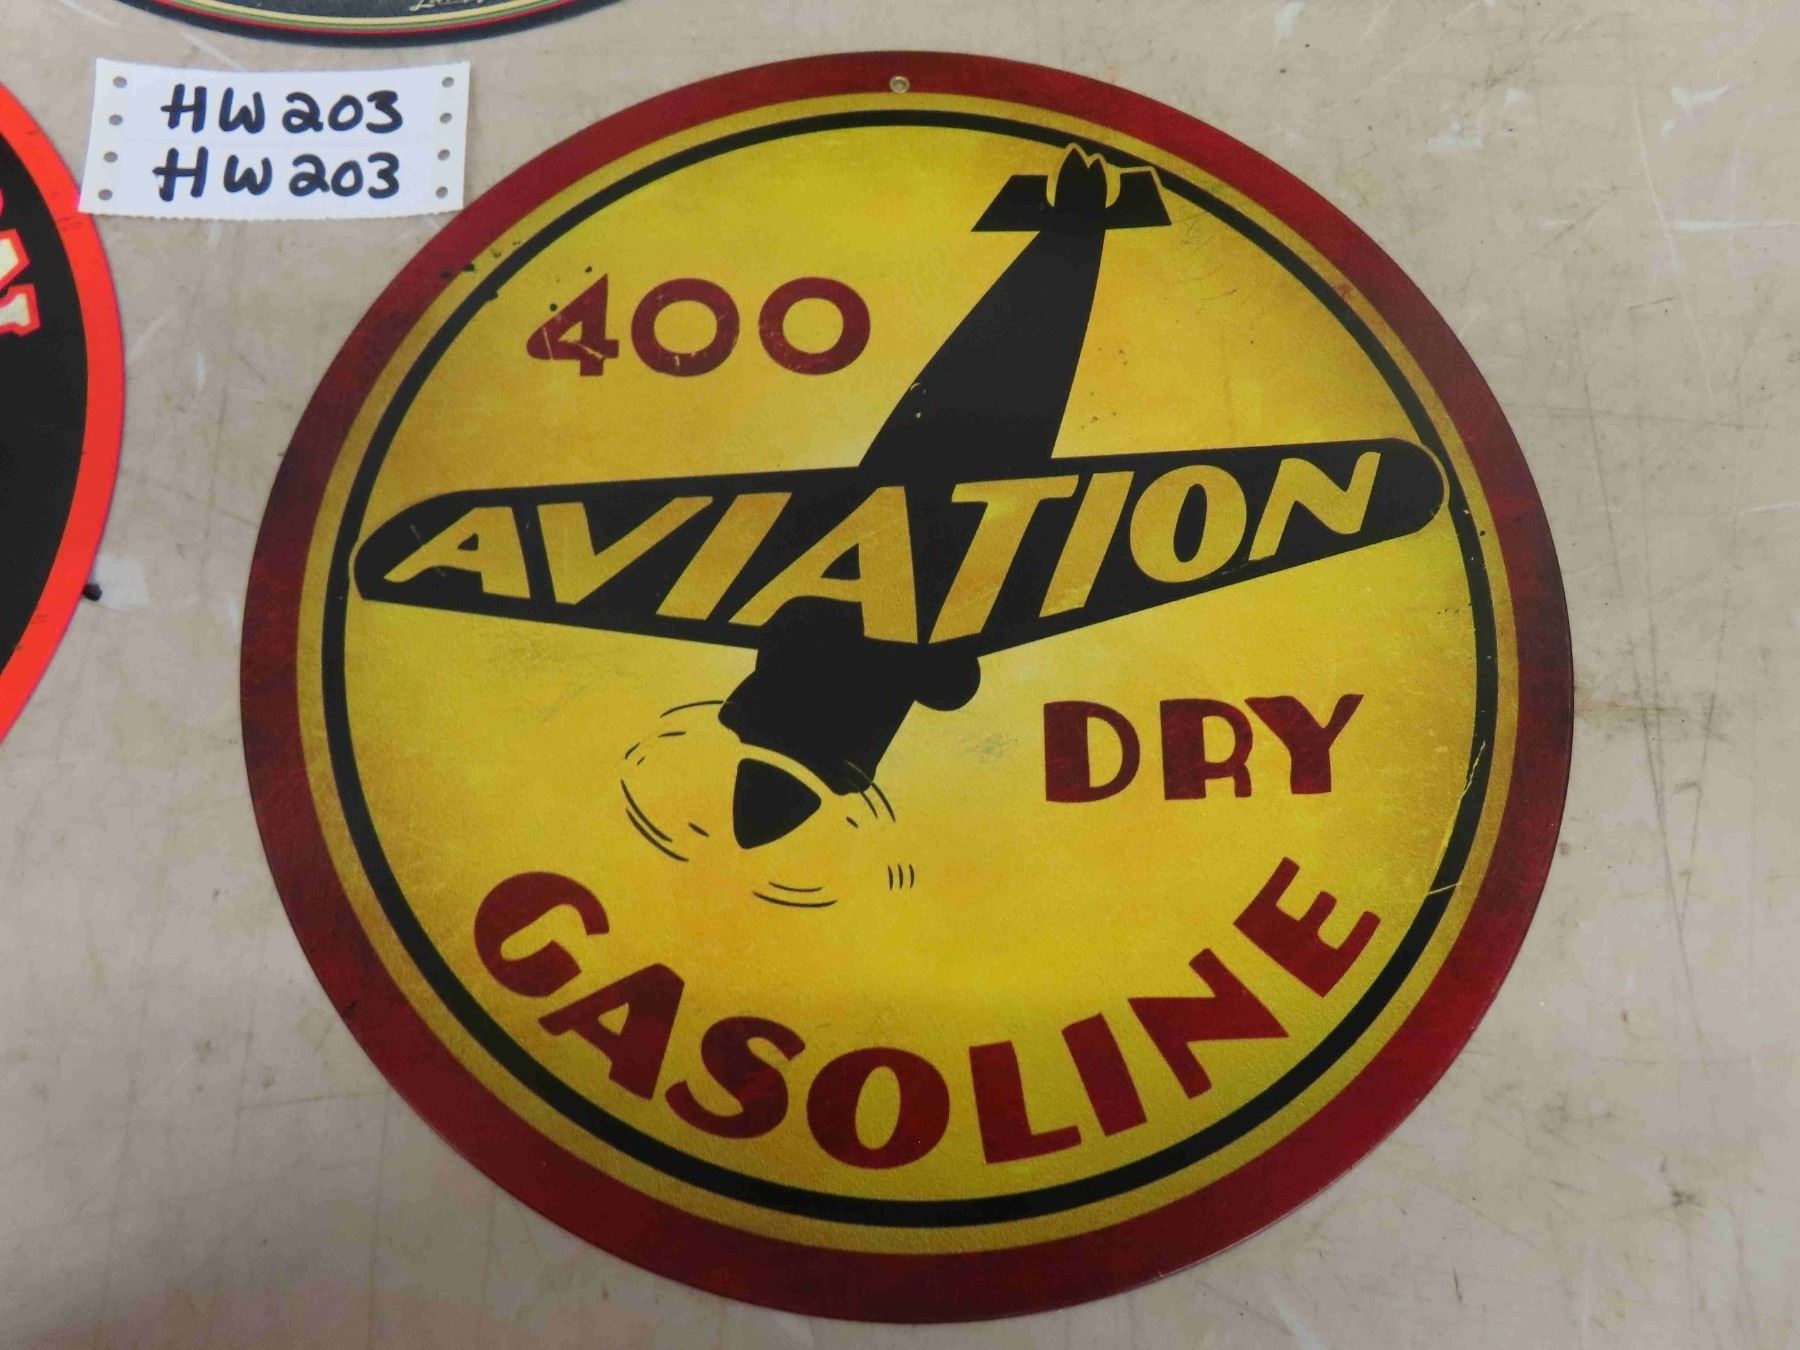 HW203
HW203
400
AVIATION
DRY
GASOLINE